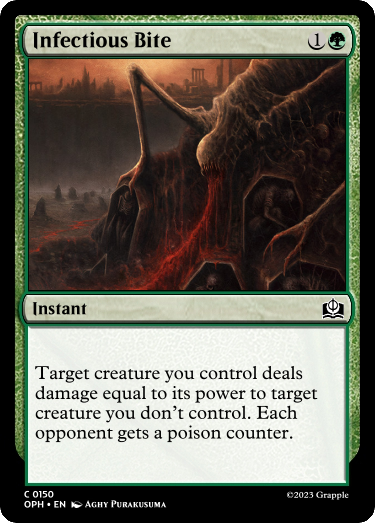 Infectious Bite 1
Instant
Target creature you control deals
damage equal to its power to target
creature you don't control. Each
opponent gets a poison counter.
C 0150
OPH • EN Aghy Purakusuma
©2023 Grapple